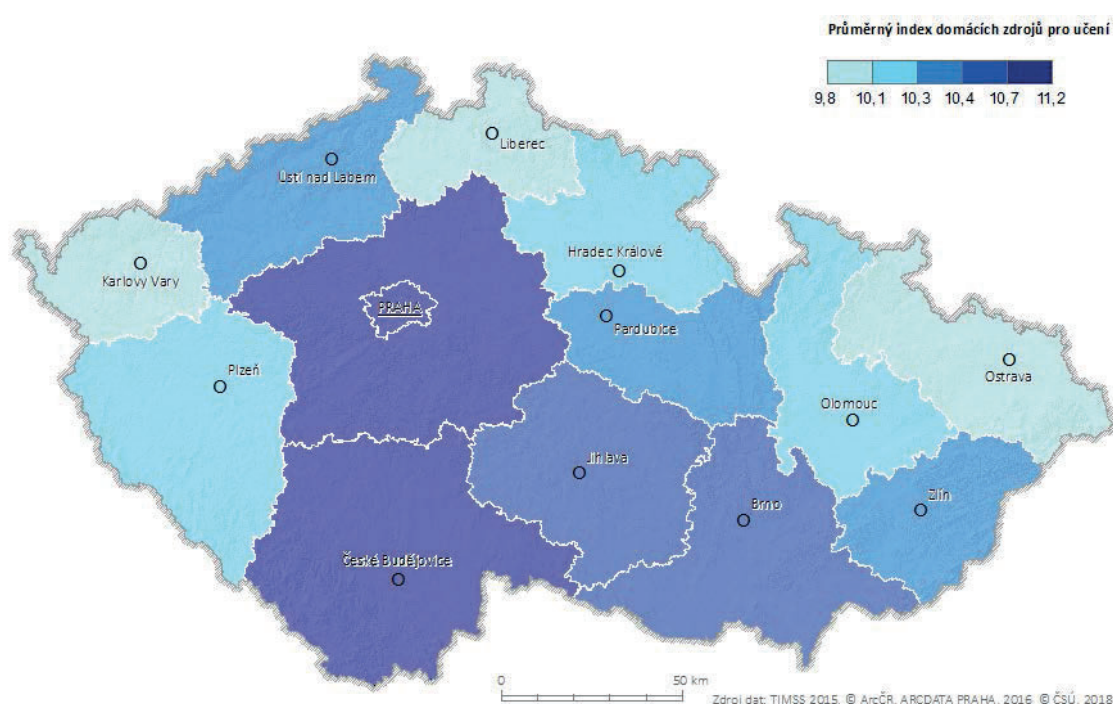 Průměrný index domácích zdrojů pro učení
9,8 10,1 10,3 10,4 10,7 11,2
Liberec
Ústí nad Labem
Hradec Králové
Karlovy Vary
PRAHA
Pardubice
Plzeň
Ostrava
Olomouc
Jihlava
Zlín
Brno
České Budějovice
0 50 km
Zdroj dat: TIMSS 2015, © ArcČR, ARCDATA PRAHA, 2016, © ČSÚ, 2018